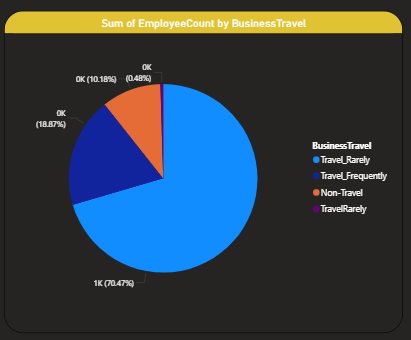 Sum of EmployeeCount by BusinessTravel
0K
(0.48%)
0K (10.18%)
0K
(18.87%)
1K (70.47%)
BusinessTravel
Travel_Rarely
Travel_Frequently
Non-Travel
TravelRarely